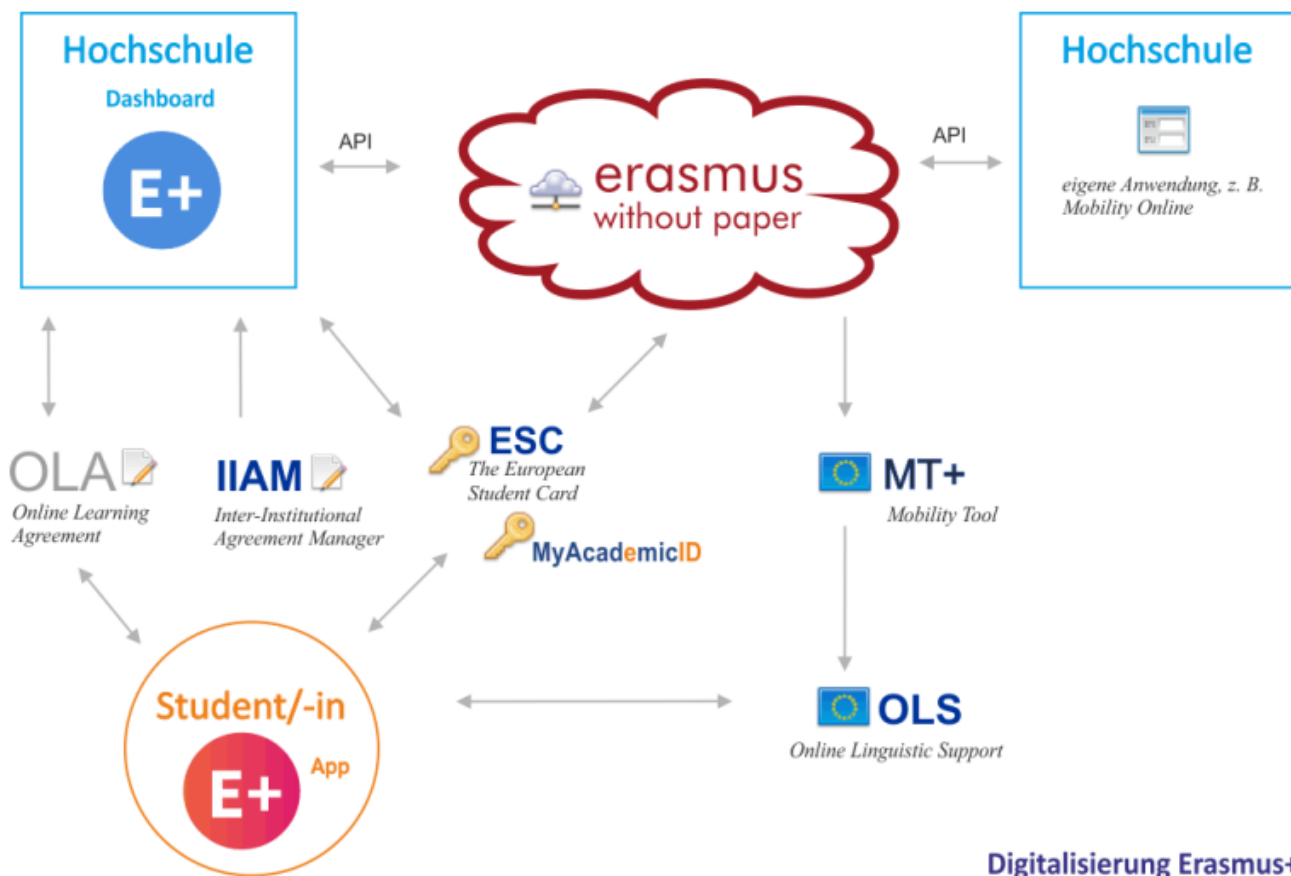 Hochschule
Dashboard
E+
API
erasmus
without paper
API
Hochschule
eigene Anwendung, z. B.
Mobility Online
OLA
Online Learning
Agreement
IIAM
Inter-Institutional
Agreement Manager
ESC
The European
Student Card
MyAcademicID
MT+
Mobility Tool
Student/-in
E+
App
OLS
Online Linguistic Support
Digitalisierung Erasmus+